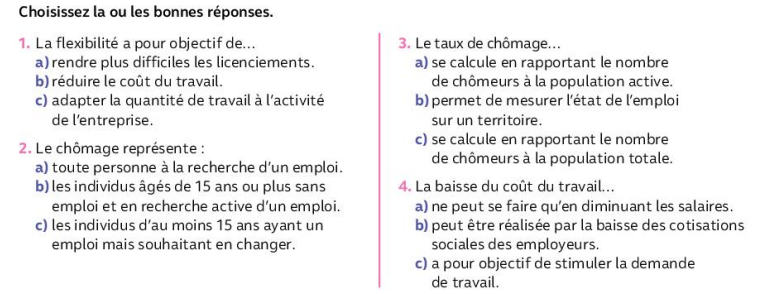 Choisissez la ou les bonnes réponses.
1. La flexibilité a pour objectif de...
a) rendre plus difficiles les licenciements.
b) réduire le coût du travail.
c) adapter la quantité de travail à l'activité
de l'entreprise.
2. Le chômage représente :
a) toute personne à la recherche d'un emploi.
b) les individus âgés de 15 ans ou plus sans
emploi et en recherche active d'un emploi.
c) les individus d'au moins 15 ans ayant un
emploi mais souhaitant en changer.
3. Le taux de chômage...
a) se calcule en rapportant le nombre
de chômeurs à la population active.
b) permet de mesurer l'état de l'emploi
sur un territoire.
c) se calcule en rapportant le nombre
de chômeurs à la population totale.
4. La baisse du coût du travail...
a) ne peut se faire qu'en diminuant les salaires.
b) peut être réalisée par la baisse des cotisations
sociales des employeurs.
c) a pour objectif de stimuler la demande
de travail.